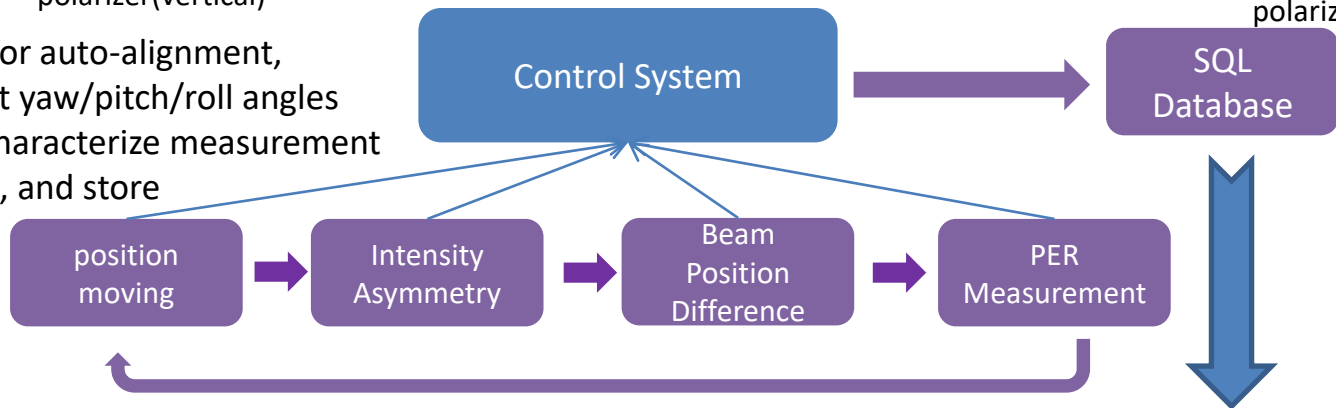 polarizer(vertical)
or auto-alignment,
t yaw/pitch/roll angles
haracterize measurement
, and store
polariz
Control System
SQL
Database
position
moving
Intensity
Asymmetry
Beam
Position
Difference
PER
Measurement